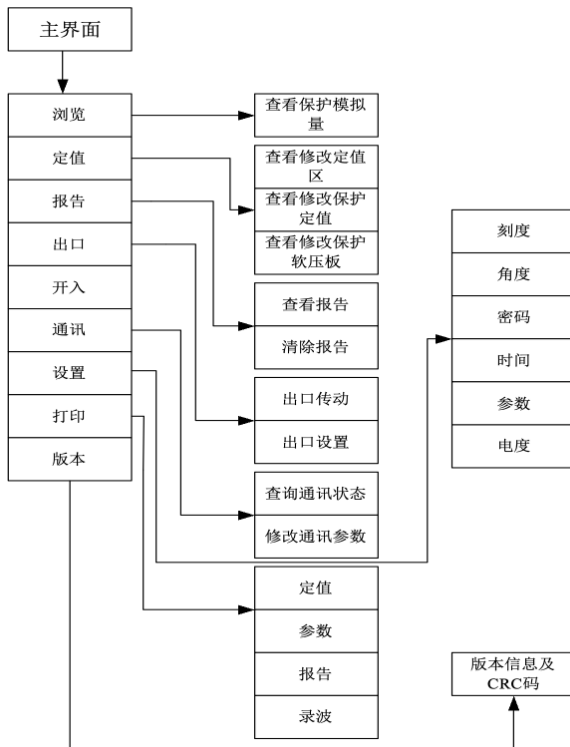 主界面
浏览
定值
报告
出口
开入
通讯
设置
打印
版本
查看保护模拟
量
查看修改定值
区
查看修改保护
定值
查看修改保护
软压板
查看报告
清除报告
出口传动
出口设置
查询通讯状态
修改通讯参数
定值
参数
报告
录波
刻度
角度
密码
时间
参数
电度
版本信息及
CRC码